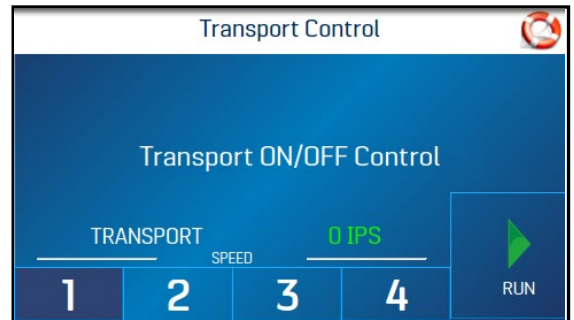 Transport Control
Transport ON/OFF Control
TRANSPORT 0 IPS
SPEED
1 2 3 4 RUN